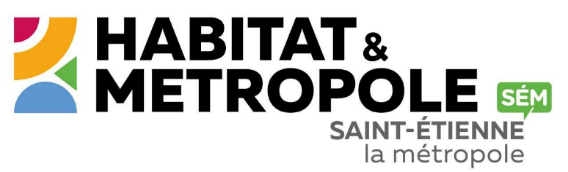 HABITAT &
METROPOLE SÉM
SAINT-ÉTIENNE
la métropole